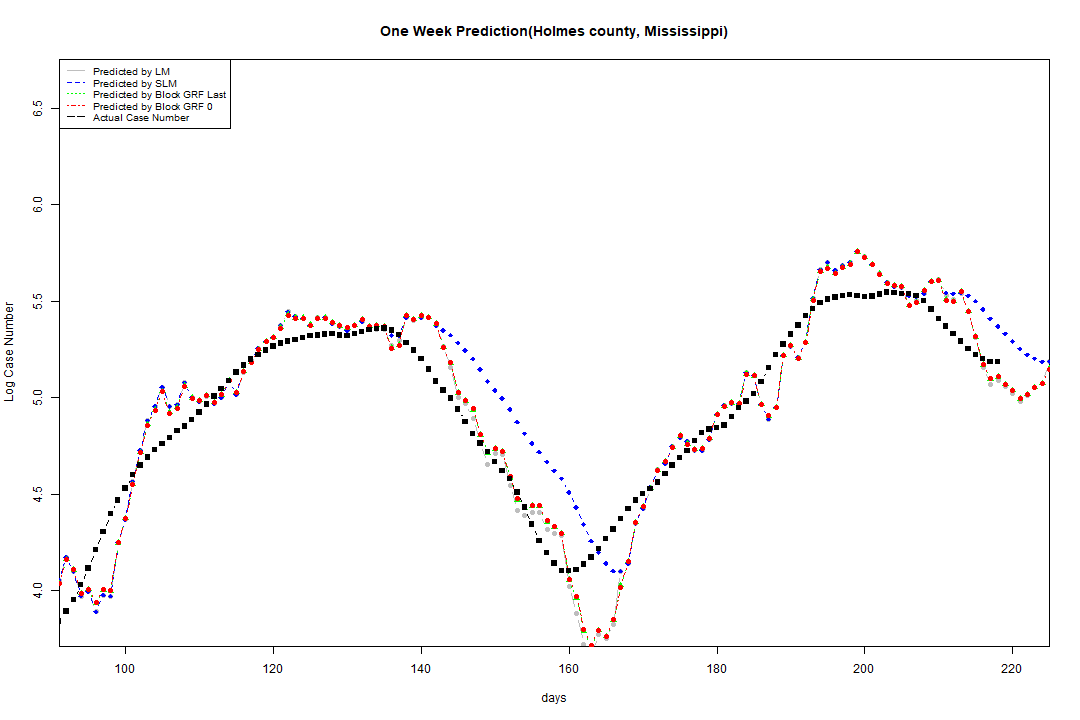 One Week Prediction(Holmes county, Mississippi)
Predicted by LM
Predicted by SLM
Predicted by Block GRF Last
Predicted by Block GRF 0
Actual Case Number
6.5
6.0
5.5
5.0
4.5
4.0
Log Case Number
100 120 140 160 180 200 220
days